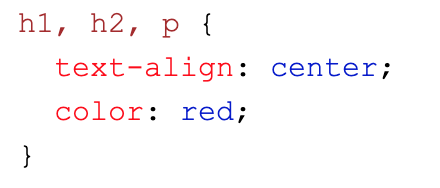 h1, h2, p {
  text-align: center;
  color: red;
}